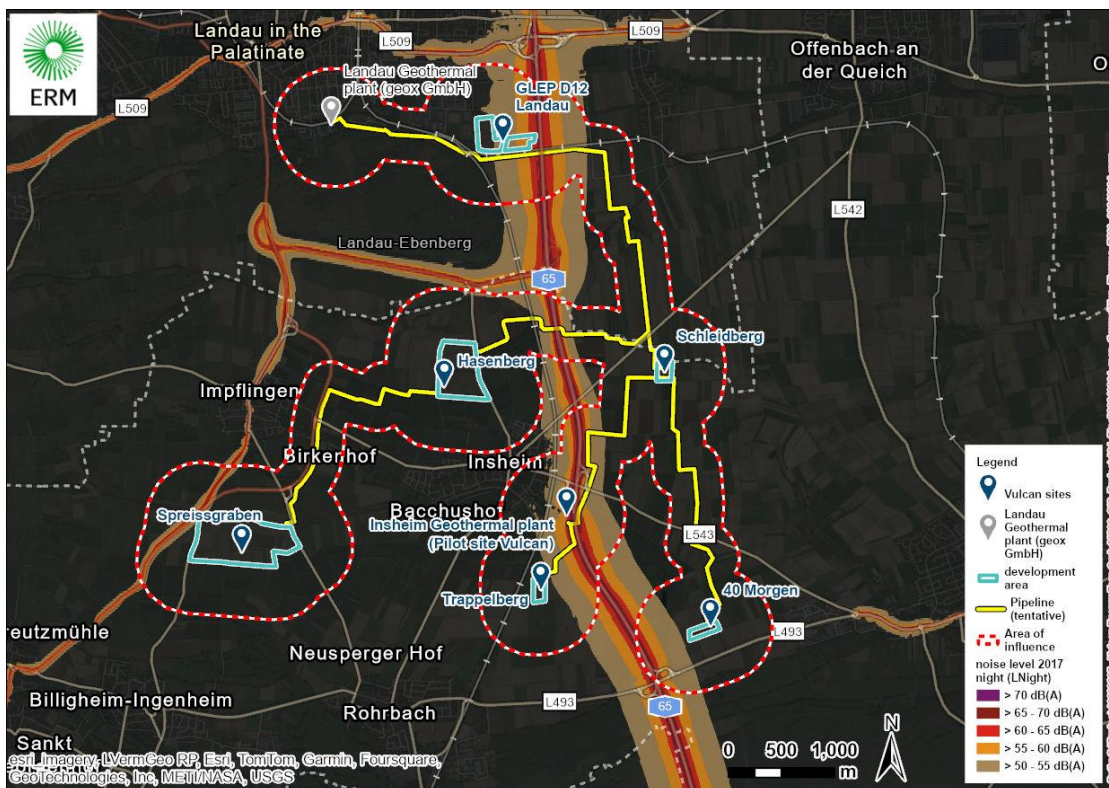 ERM
Landau in the
Palatinate
L509
L509
L509
Offenbach an
der Queich
Landau Geothermal
plant (geox GmbH)
GLEP D12
Landau
L542
Landau-Ebenberg
65
Schleidberg
Hasenberg
Impflingen
Birkenhof
Insheim
Bacchusho
Insheim Geothermal plant
(Pilot site Vulcan)
Spreissgraben
L543
Trappelberg
40 Morgen
L493
reutzmühle
Neusperger Hof
Billigheim-Ingenheim
L493
Rohrbach
65
Sankt
esri_Imagery, LVermGeo RP, Esri, TomTom, Garmin, Foursquare,
GeoTechnologies, Inc, METI/NASA, USGS
0 500 1,000
m
N
Legend
Vulcan sites
Landau
Geothermal
plant (geox
GmbH)
development
area
Pipeline
(tentative)
Area of
influence
noise level 2017
night (LNight)
> 70 dB(A)
> 65 - 70 dB(A)
> 60 - 65 dB(A)
> 55 - 60 dB(A)
> 50 - 55 dB(A)